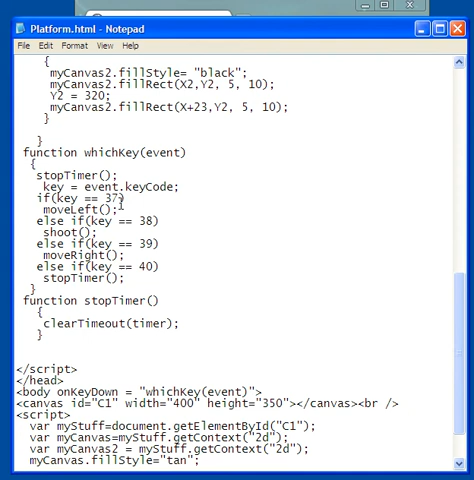 Platform.html - Notepad
File Edit Format View Help
{
myCanvas2.fillStyle= "black";
myCanvas2.fillRect(X2,Y2, 5, 10);
Y2 = 320;
myCanvas2.fillRect(X+23,Y2, 5, 10);
}
}
function whichKey(event)
{
stopTimer();
key = event.keyCode;
if(key == 37)
moveLeft();
else if(key == 38)
shoot();
else if(key == 39)
moveRight();
else if(key == 40)
stopTimer();
}
function stopTimer()
{
clearTimeout(timer);
}
</script>
</head>
<body onKeyDown = "whichKey(event)">
<canvas id="C1" width="400" height="350"></canvas><br />
<script>
var myStuff=document.getElementById("C1");
var myCanvas=myStuff.getContext("2d");
var myCanvas2 = myStuff.getContext("2d");
myCanvas.fillStyle="tan";